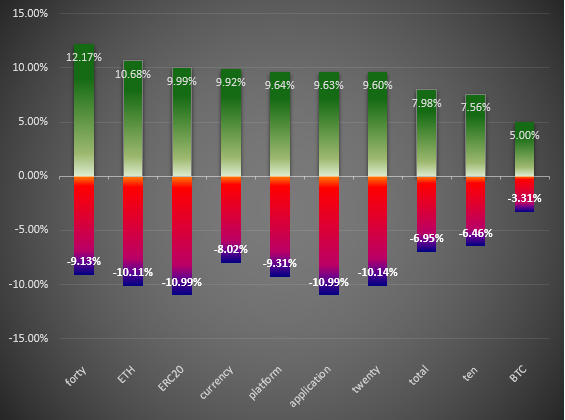 15.00%
10.00%
5.00%
0.00%
-5.00%
-10.00%
-15.00%
12.17%
10.68%
9.99%
9.92%
9.64%
9.63%
9.60%
7.98%
7.56%
5.00%
-9.13%
-10.11%
-10.99%
-8.02%
-9.31%
-10.99%
-10.14%
-6.95%
-6.46%
-3.31%
forty
ETH
ERC20
currency
platform
application
twenty
total
ten
BTC